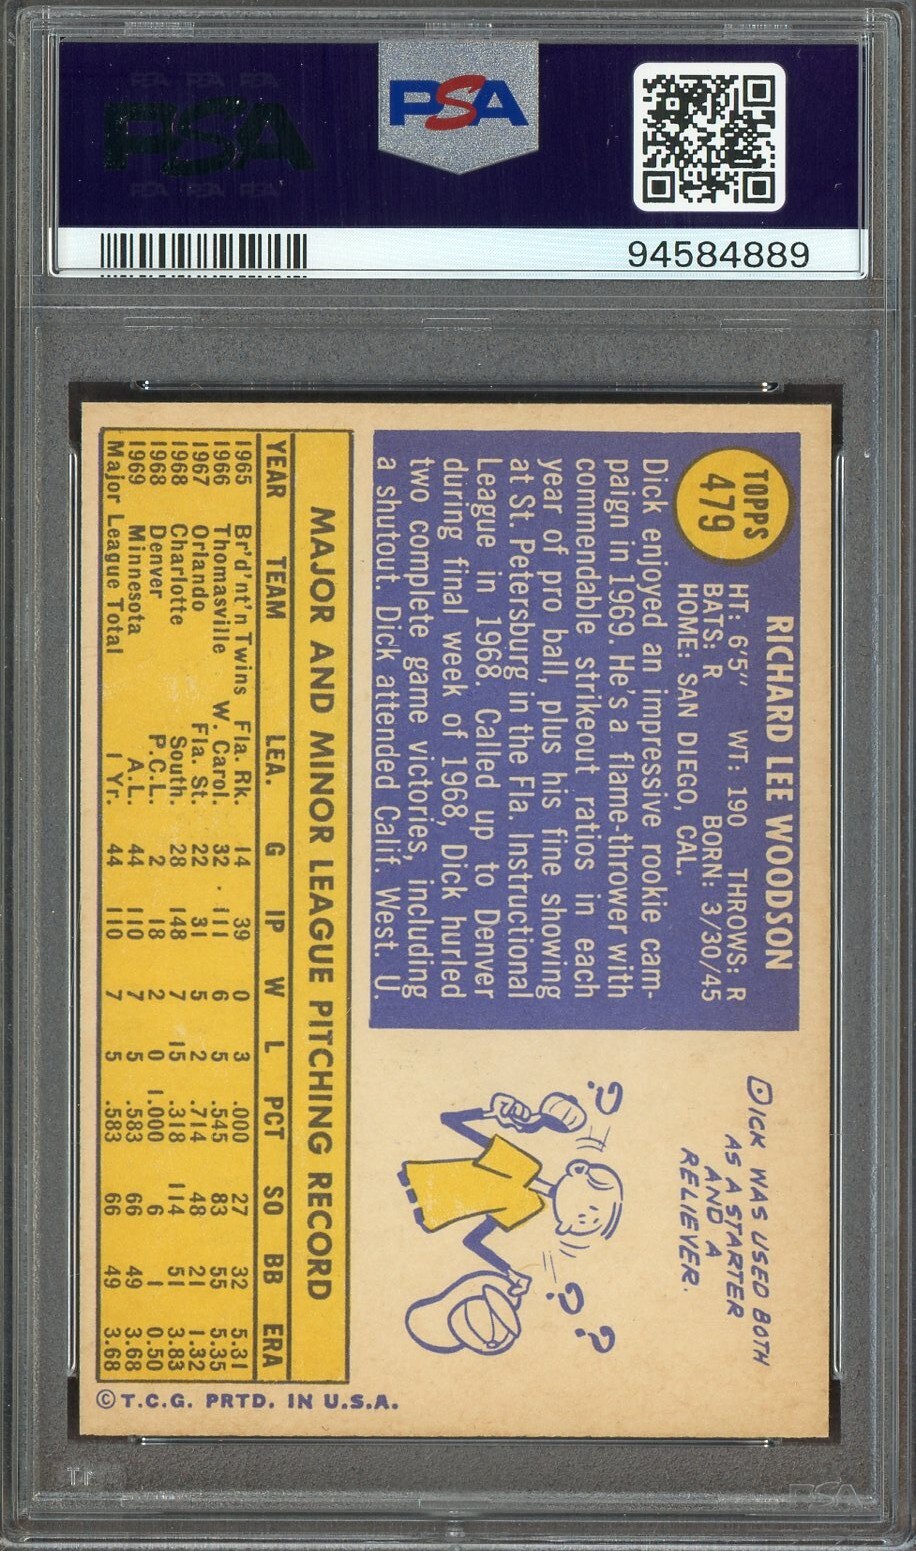 PSA PSA PSA
PSA
PSA PSA PSA
PSA
94584889
TOPPS
479
RICHARD LEE WOODSON
HT: 6'5" WT: 190 THROWS: R
BATS: R BORN: 3/30/45
HOME: SAN DIEGO, CAL.
Dick enjoyed an impressive rookie cam-
paign in 1969. He's a flame-thrower with
commendable strikeout ratios in each
year of pro ball, plus his fine showing
at St. Petersburg in the Fla. Instructional
League in 1968. Called up to Denver
during final week of 1968, Dick hurled
two complete game victories, including
a shutout. Dick attended Calif. West. U.
DICK WAS USED BOTH
AS A STARTER
AND A
RELIEVER.
? ? ?
MAJOR AND MINOR LEAGUE PITCHING RECORD
YEAR TEAM LEA. G IP W L PCT SO BB ERA
1965 Br'd'nt'n Twins Fla. Rk. 14 39 0 3 .000 27 32 5.31
1966 Thomasville W. Carol. 32 111 6 5 .545 83 55 5.35
1967 Orlando Fla. St. 22 31 5 2 .714 48 21 1.32
1968 Charlotte South. 28 148 7 15 .318 114 51 3.83
1968 Denver P.C.L. 2 18 2 0 1.000 6 1 0.50
1969 Minnesota A.L. 44 110 7 5 .583 66 49 3.68
Major League Total 1 Yr. 44 110 7 5 .583 66 49 3.68
© T.C.G. PRTD. IN U.S.A.
PSA